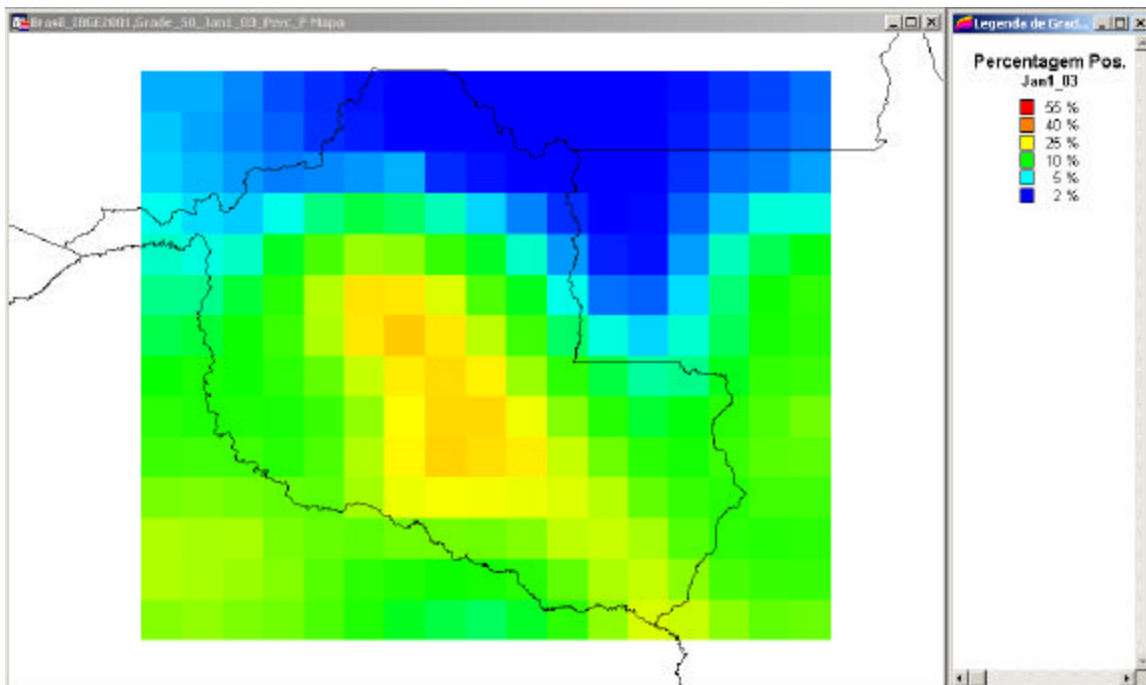 Brasil_IBGE2001,Grade_50_Jan1_03_Perc_P Mapa
Legenda de Grad...
Percentagem Pos.
Jan1_03
55 %
40 %
25 %
10 %
5 %
2 %